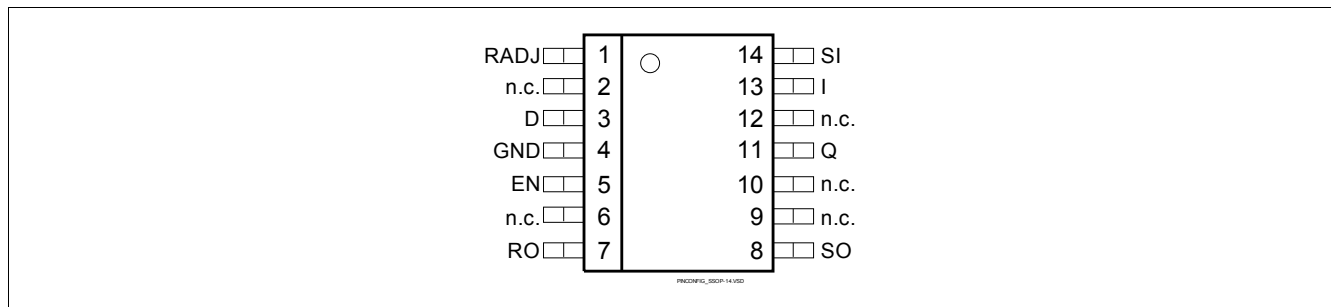 RADJ 1 14 SI
n.c. 2 13 I
D 3 12 n.c.
GND 4 11 Q
EN 5 10 n.c.
n.c. 6 9 n.c.
RO 7 8 SO
PINCONFIG_SSOP-14.VSD